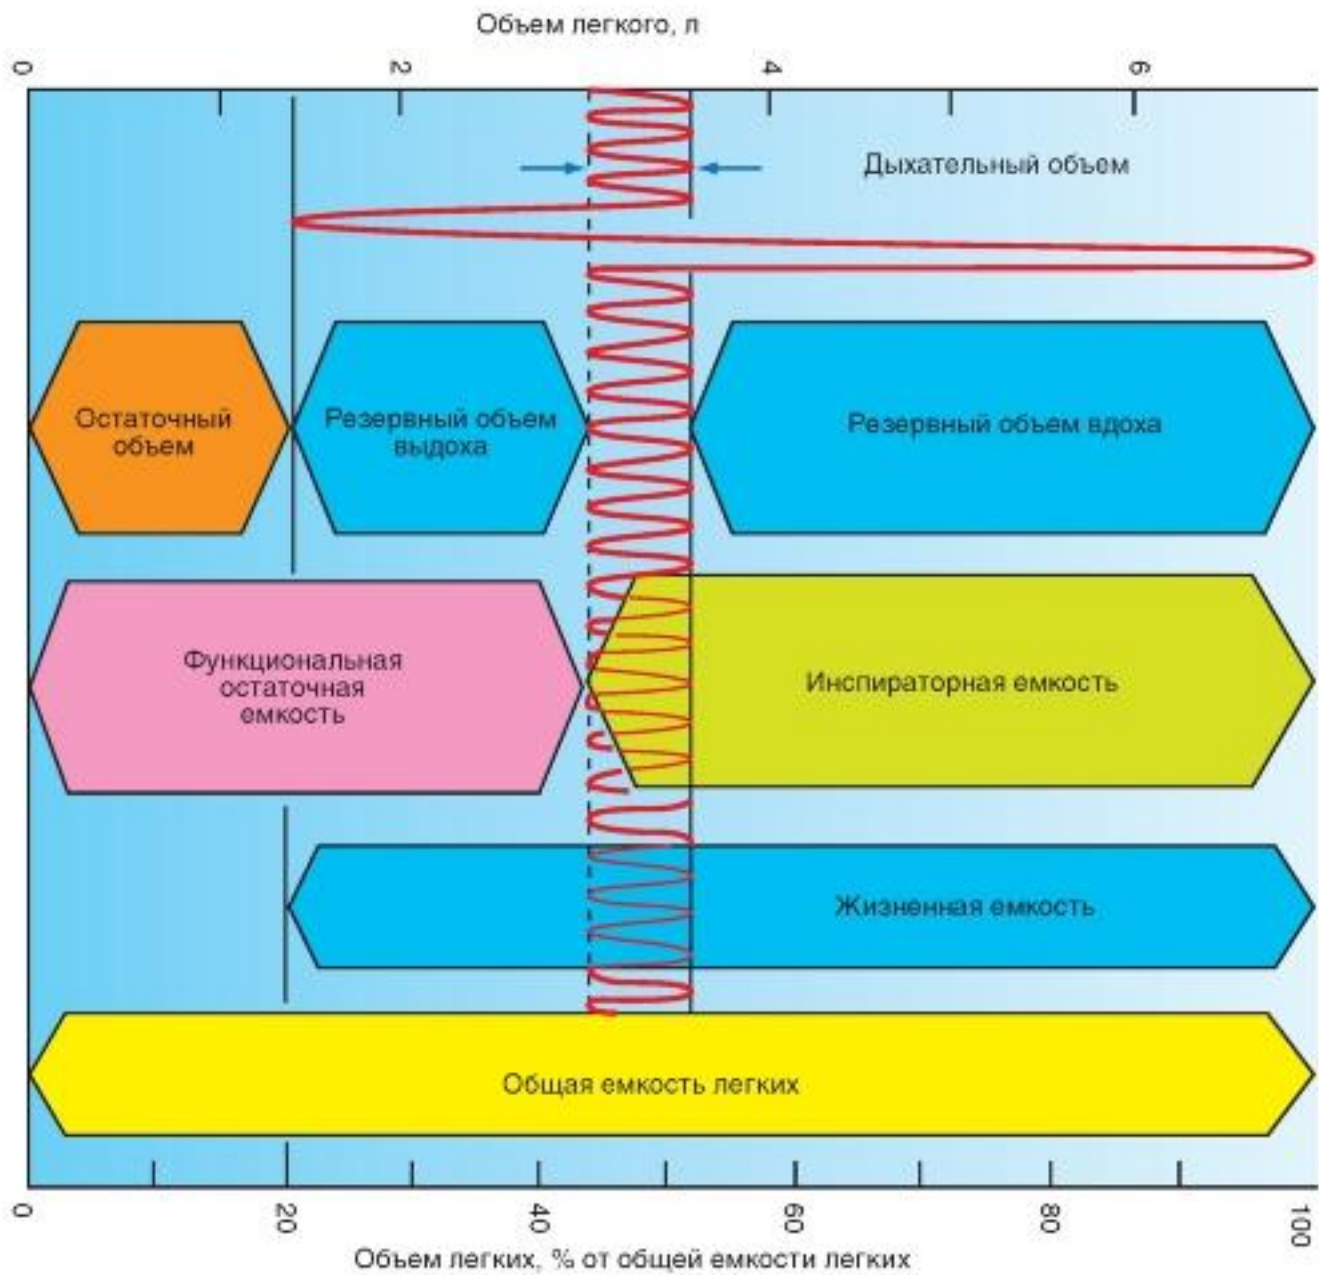 Объем легкого, л
0 2 4 6
Дыхательный объем
Остаточный
объем
Резервный объем
выдоха
Резервный объем вдоха
Функциональная
остаточная
емкость
Инспираторная емкость
Жизненная емкость
Общая емкость легких
0 20 40 60 80 100
Объем легких, % от общей емкости легких